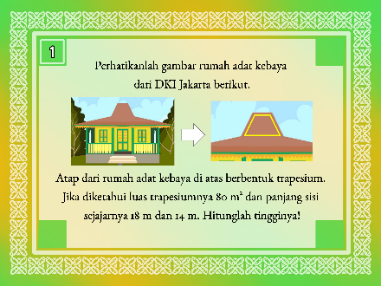 1
Perhatikanlah gambar rumah adat kebaya
dari DKI Jakarta berikut.
Atap dari rumah adat kebaya di atas berbentuk trapesium.
Jika diketahui luas trapesiumnya 80 m² dan panjang sisi
sejajarnya 18 m dan 14 m. Hitunglah tingginya!